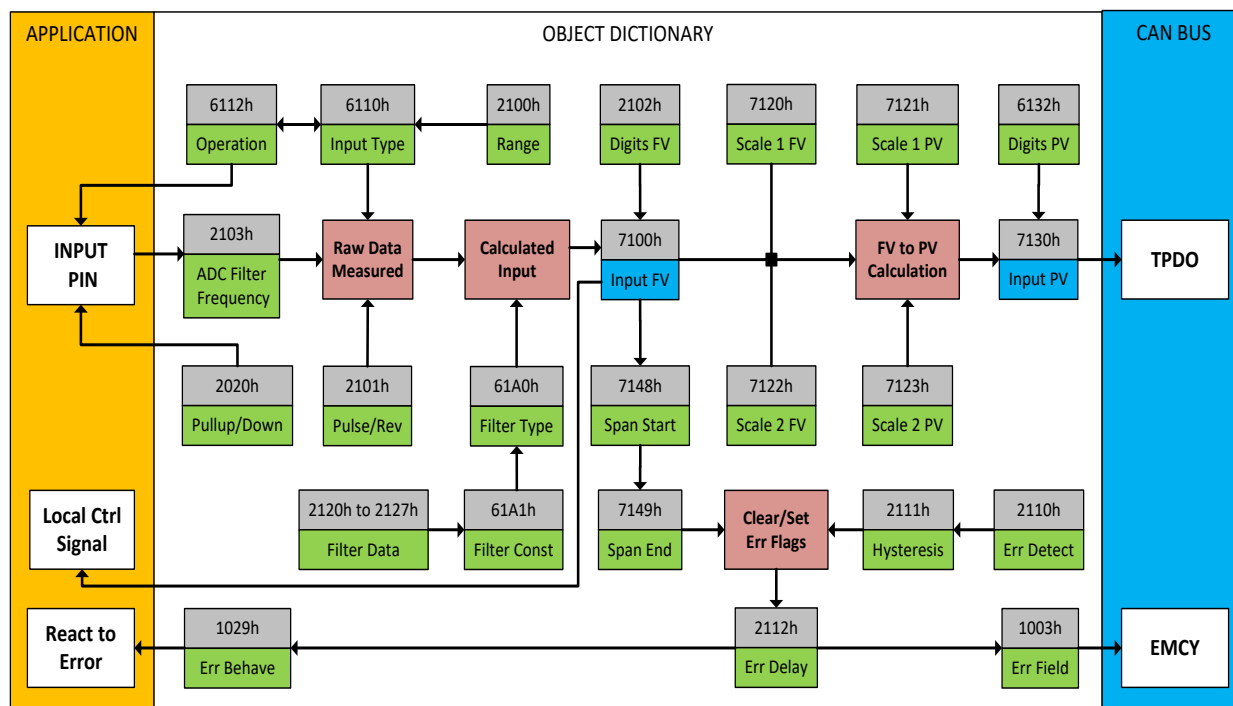 APPLICATION
OBJECT DICTIONARY
CAN BUS
6112h
6110h
2100h
2102h
7120h
7121h
6132h
Operation
Input Type
Range
Digits FV
Scale 1 FV
Scale 1 PV
Digits PV
INPUT
PIN
2103h
ADC Filter
Frequency
Raw Data
Measured
Calculated
Input
7100h
Input FV
FV to PV
Calculation
7130h
Input PV
TPDO
2020h
2101h
61A0h
7148h
7122h
7123h
Pullup/Down
Pulse/Rev
Filter Type
Span Start
Scale 2 FV
Scale 2 PV
Local Ctrl
Signal
2120h to 2127h
Filter Data
61A1h
Filter Const
7149h
Span End
Clear/Set
Err Flags
2111h
Hysteresis
2110h
Err Detect
React to
Error
1029h
Err Behave
2112h
Err Delay
1003h
Err Field
EMCY